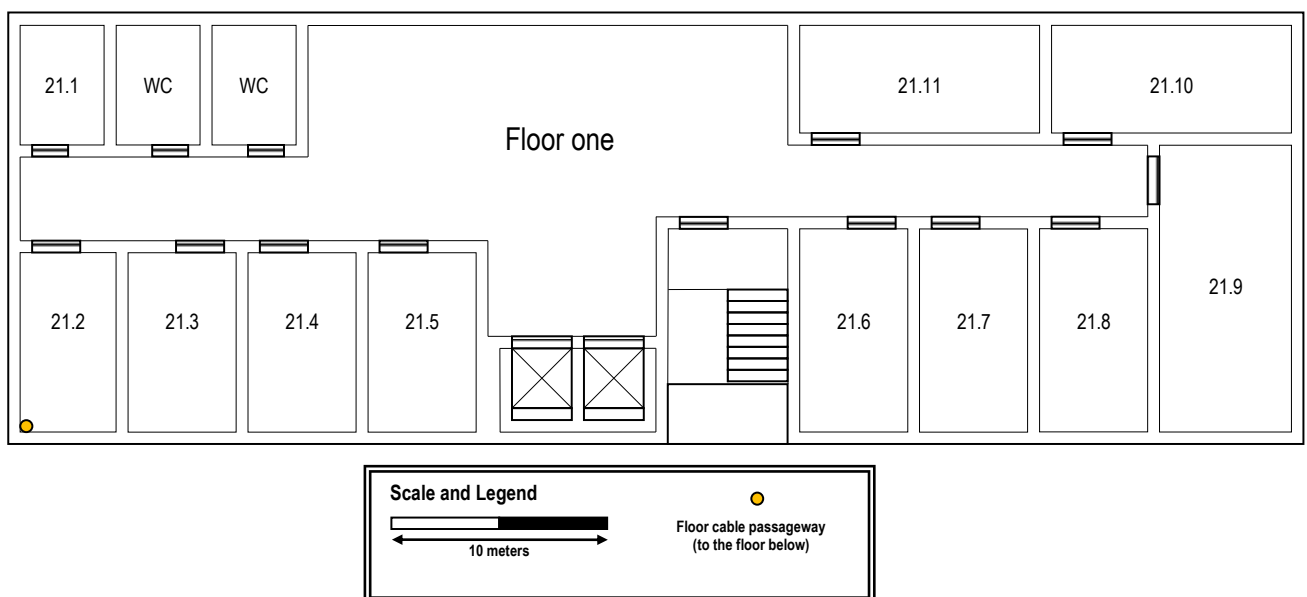 21.1
WC
WC
21.11
21.10
Floor one
21.9
21.2
21.3
21.4
21.5
21.6
21.7
21.8
Scale and Legend
10 meters
Floor cable passageway
(to the floor below)